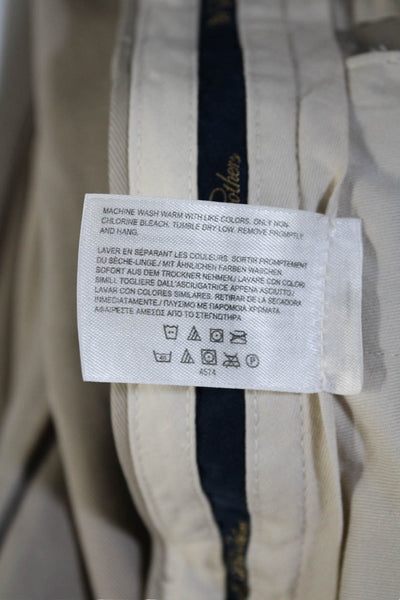 MACHINE WASH WARM WITH LIKE COLORS. ONLY NON-
CHLORINE BLEACH. TUMBLE DRY LOW. REMOVE PROMPTLY
AND HANG.
LAVER EN SÉPARANT LES COULEURS. SORTIR PROMPTEMENT
DU SÈCHE-LINGE / MIT ÄHNLICHEN FARBEN WASCHEN
SOFORT AUS DEM TROCKNER NEHMEN / LAVARE CON COLORI
SIMILI. TOGLIERE DALL'ASCIUGATRICE APPENA ASCIUTTO /
LAVAR CON COLORES SIMILARES. RETIRAR DE LA SECADORA
INMEDIATAMENTE. / ΜΕ ΠΑΡΟΜΟΙΑ ΧΡΩΜΑΤΑ
ΑΦΑΙΡΕΣΤΕ ΑΜΕΣΩΣ ΑΠΟ ΤΟ ΣΤΕΓΝΩΤΗΡΑ
4574